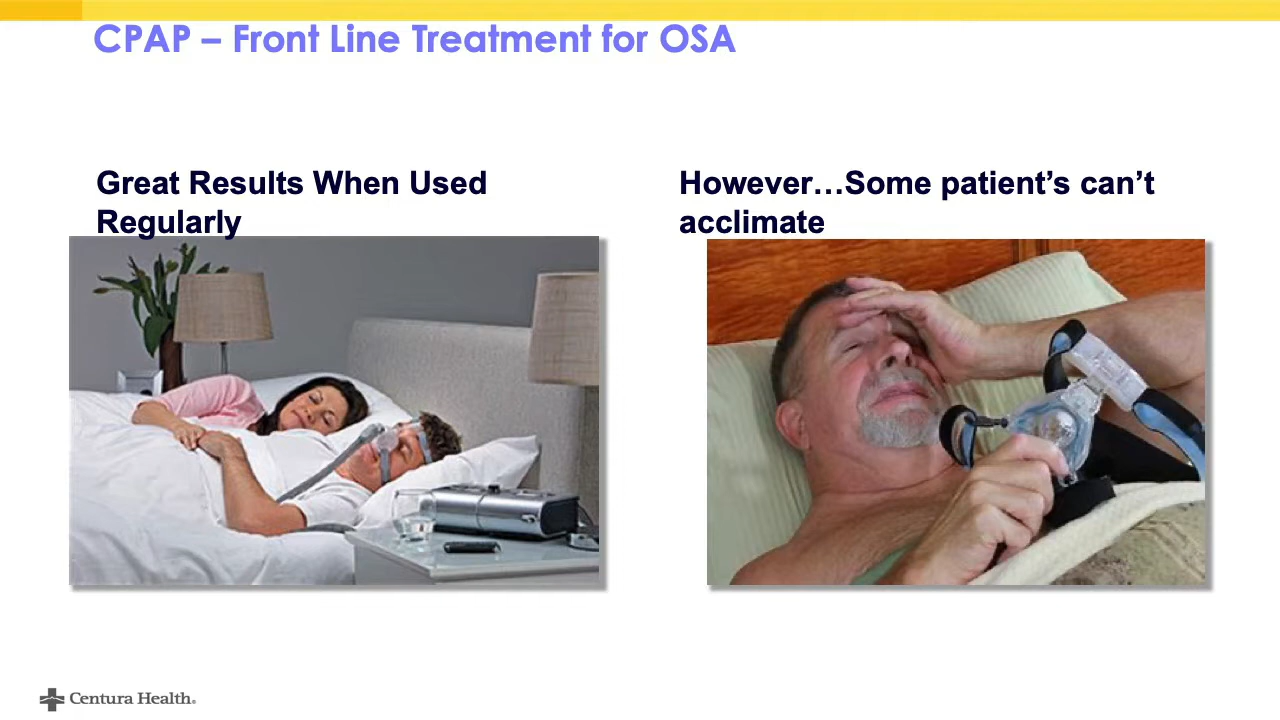 CPAP – Front Line Treatment for OSA
Great Results When Used
Regularly
However…Some patient’s can’t
acclimate
Centura Health®